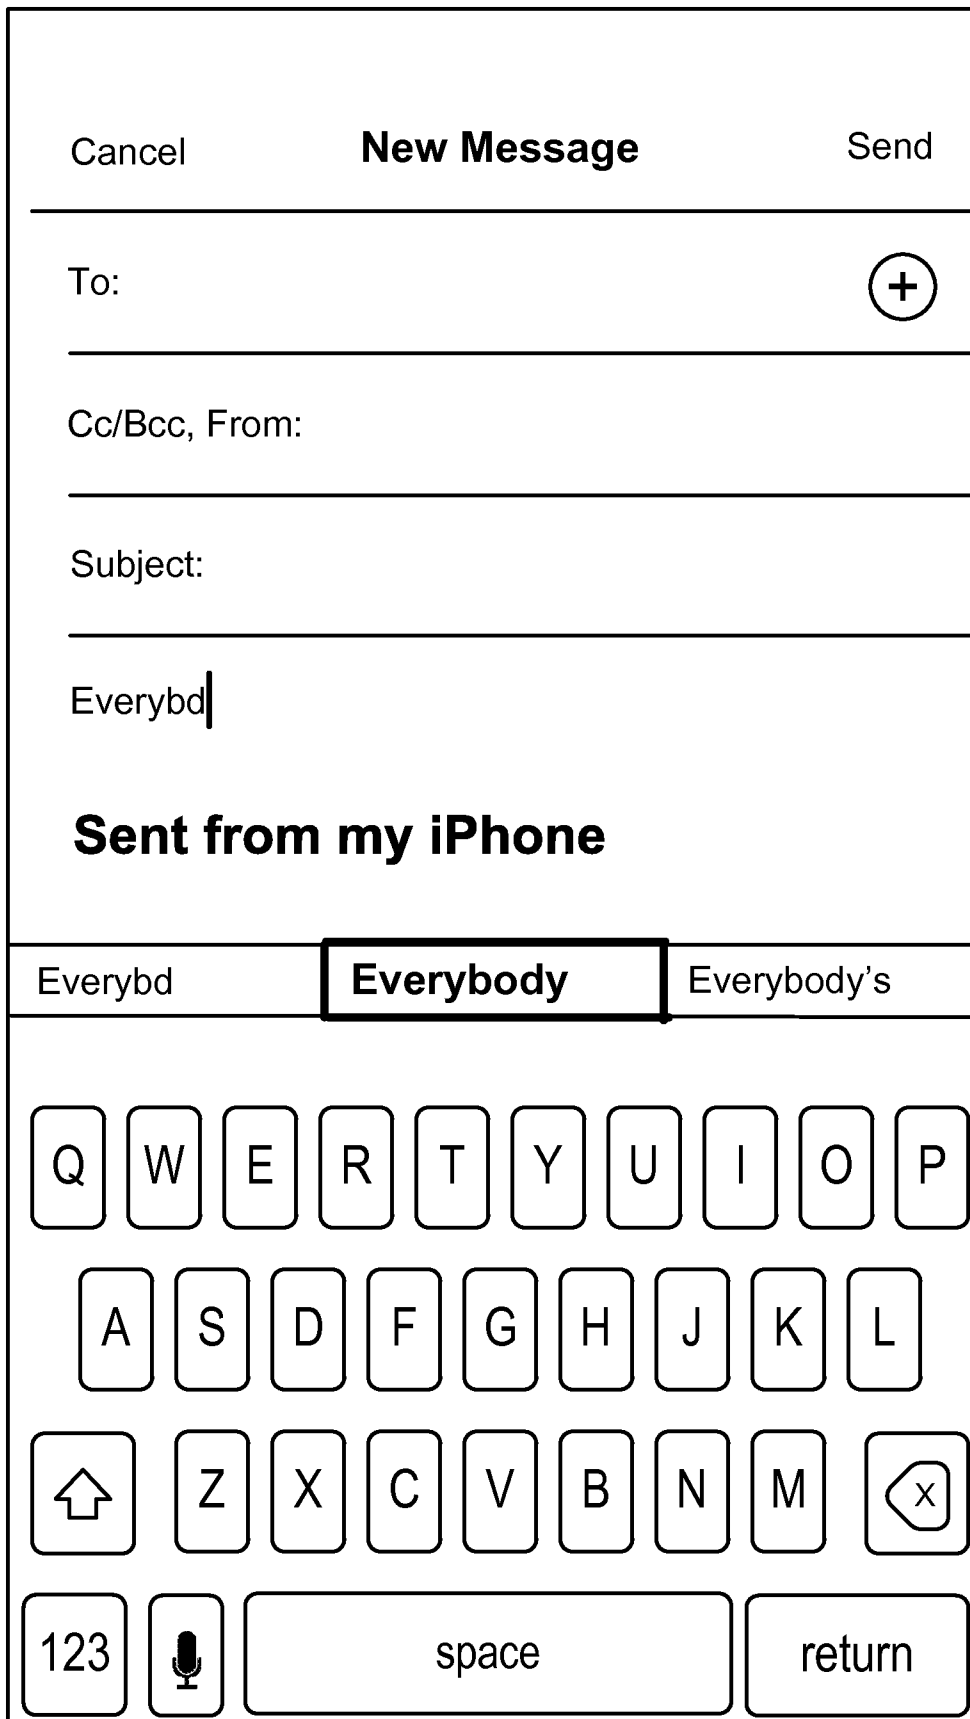 Cancel New Message Send
To: +
Cc/Bcc, From:
Subject:
Everybd
Sent from my iPhone
Everybd Everybody Everybody's
Q W E R T Y U I O P
A S D F G H J K L
Z X C V B N M X
123 space return